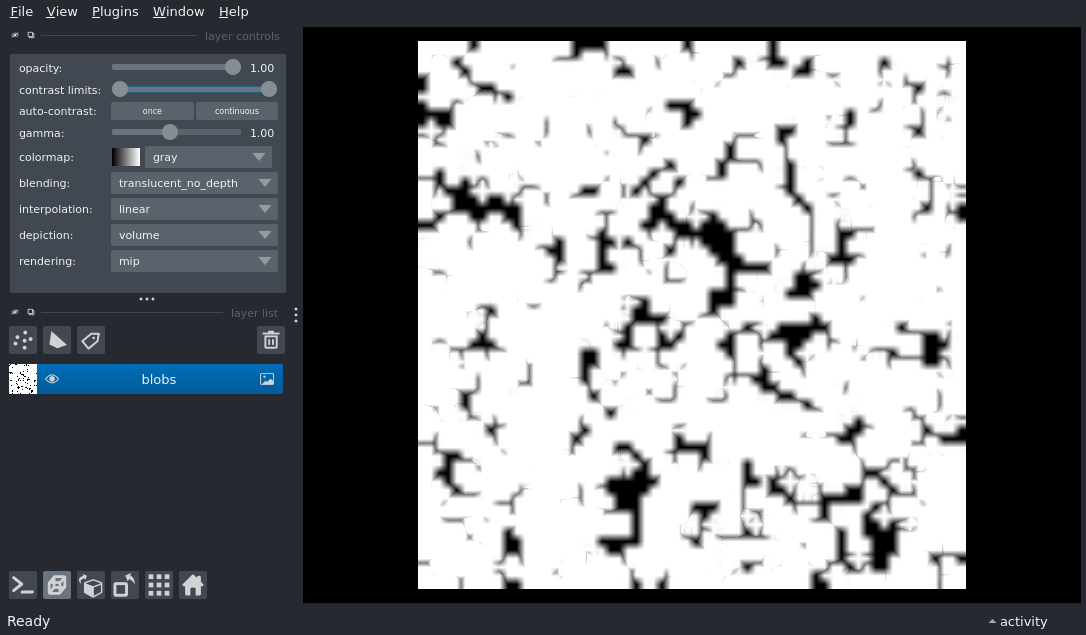 File View Plugins Window Help
layer controls
opacity: 1.00
contrast limits:
auto-contrast: once continuous
gamma: 1.00
colormap: gray
blending: translucent_no_depth
interpolation: linear
depiction: volume
rendering: mip
layer list
blobs
Ready
activity